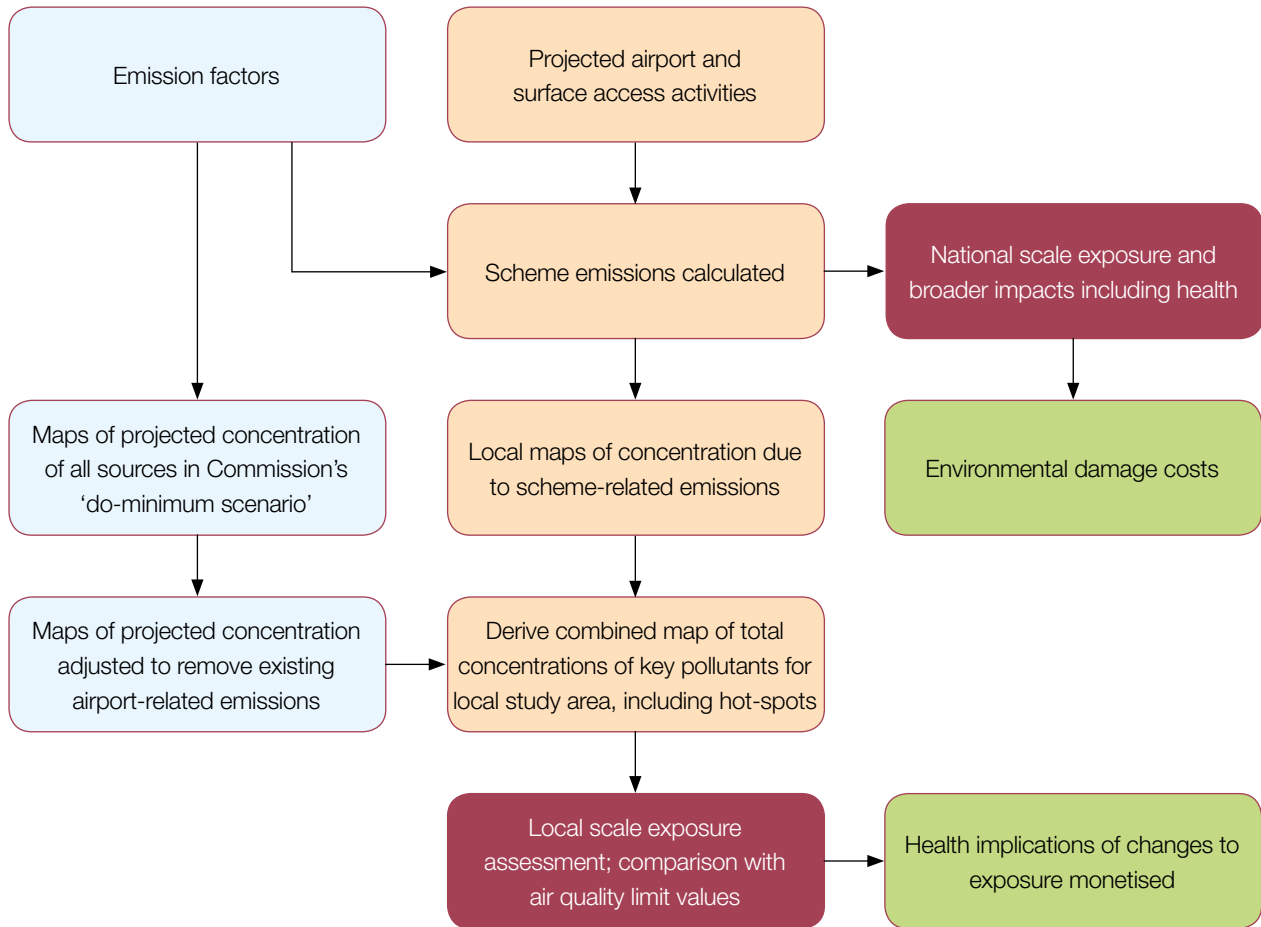 Emission factors
Projected airport and
surface access activities
Scheme emissions calculated
National scale exposure and
broader impacts including health
Maps of projected concentration
of all sources in Commission’s
‘do-minimum scenario’
Local maps of concentration due
to scheme-related emissions
Environmental damage costs
Maps of projected concentration
adjusted to remove existing
airport-related emissions
Derive combined map of total
concentrations of key pollutants for
local study area, including hot-spots
Local scale exposure
assessment; comparison with
air quality limit values
Health implications of changes to
exposure monetised